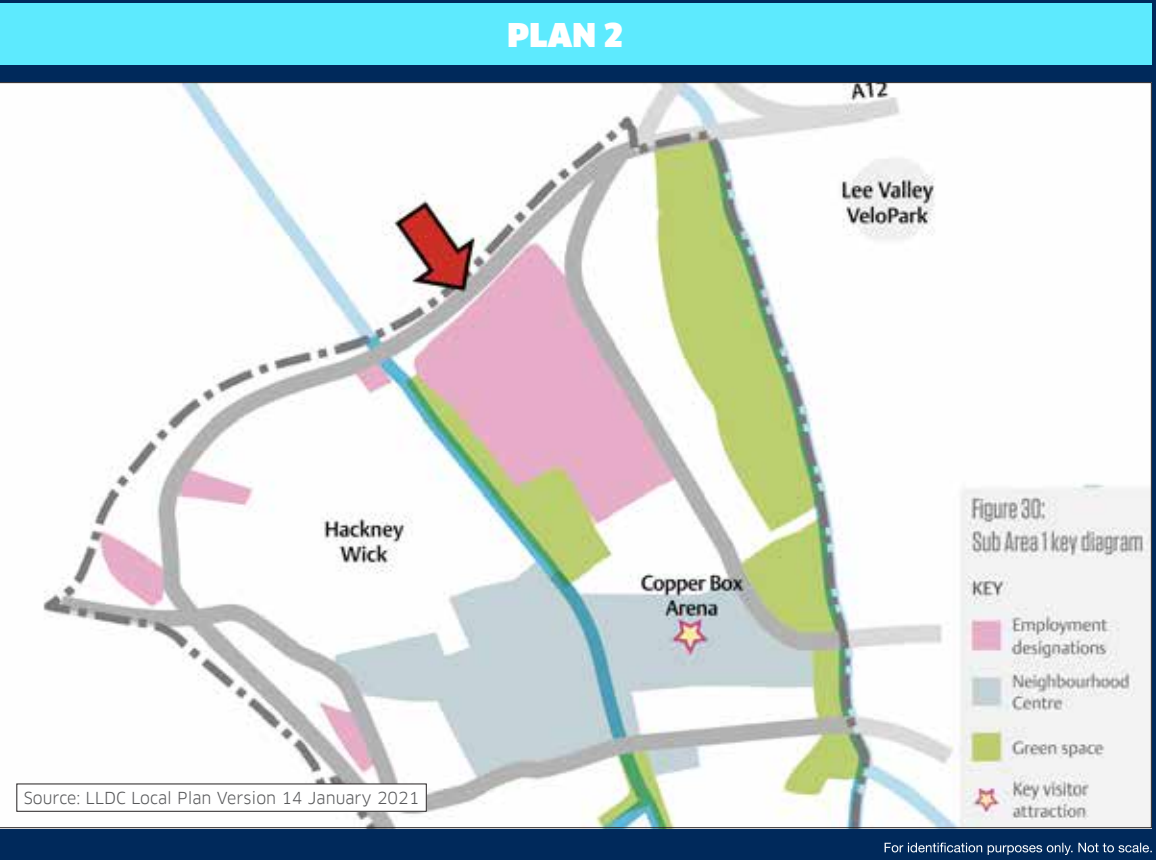 PLAN 2
A12
Lee Valley
VeloPark
Hackney
Wick
Copper Box
Arena
Figure 30:
Sub Area 1 key diagram
KEY
Employment
designations
Neighbourhood
Centre
Green space
Key visitor
attraction
Source: LLDC Local Plan Version 14 January 2021
For identification purposes only. Not to scale.